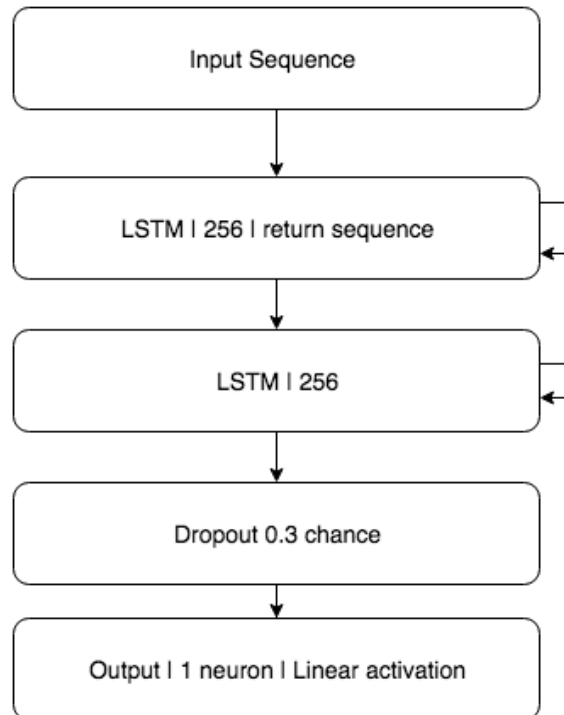 Input Sequence
LSTM | 256 | return sequence
LSTM | 256
Dropout 0.3 chance
Output | 1 neuron | Linear activation